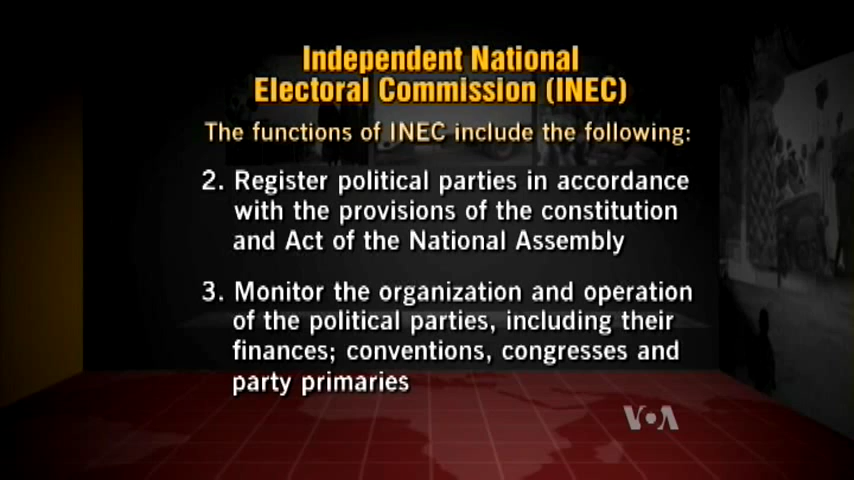 Independent National
Electoral Commission (INEC)
The functions of INEC include the following:
2. Register political parties in accordance
with the provisions of the constitution
and Act of the National Assembly
3. Monitor the organization and operation
of the political parties, including their
finances; conventions, congresses and
party primaries
VOA